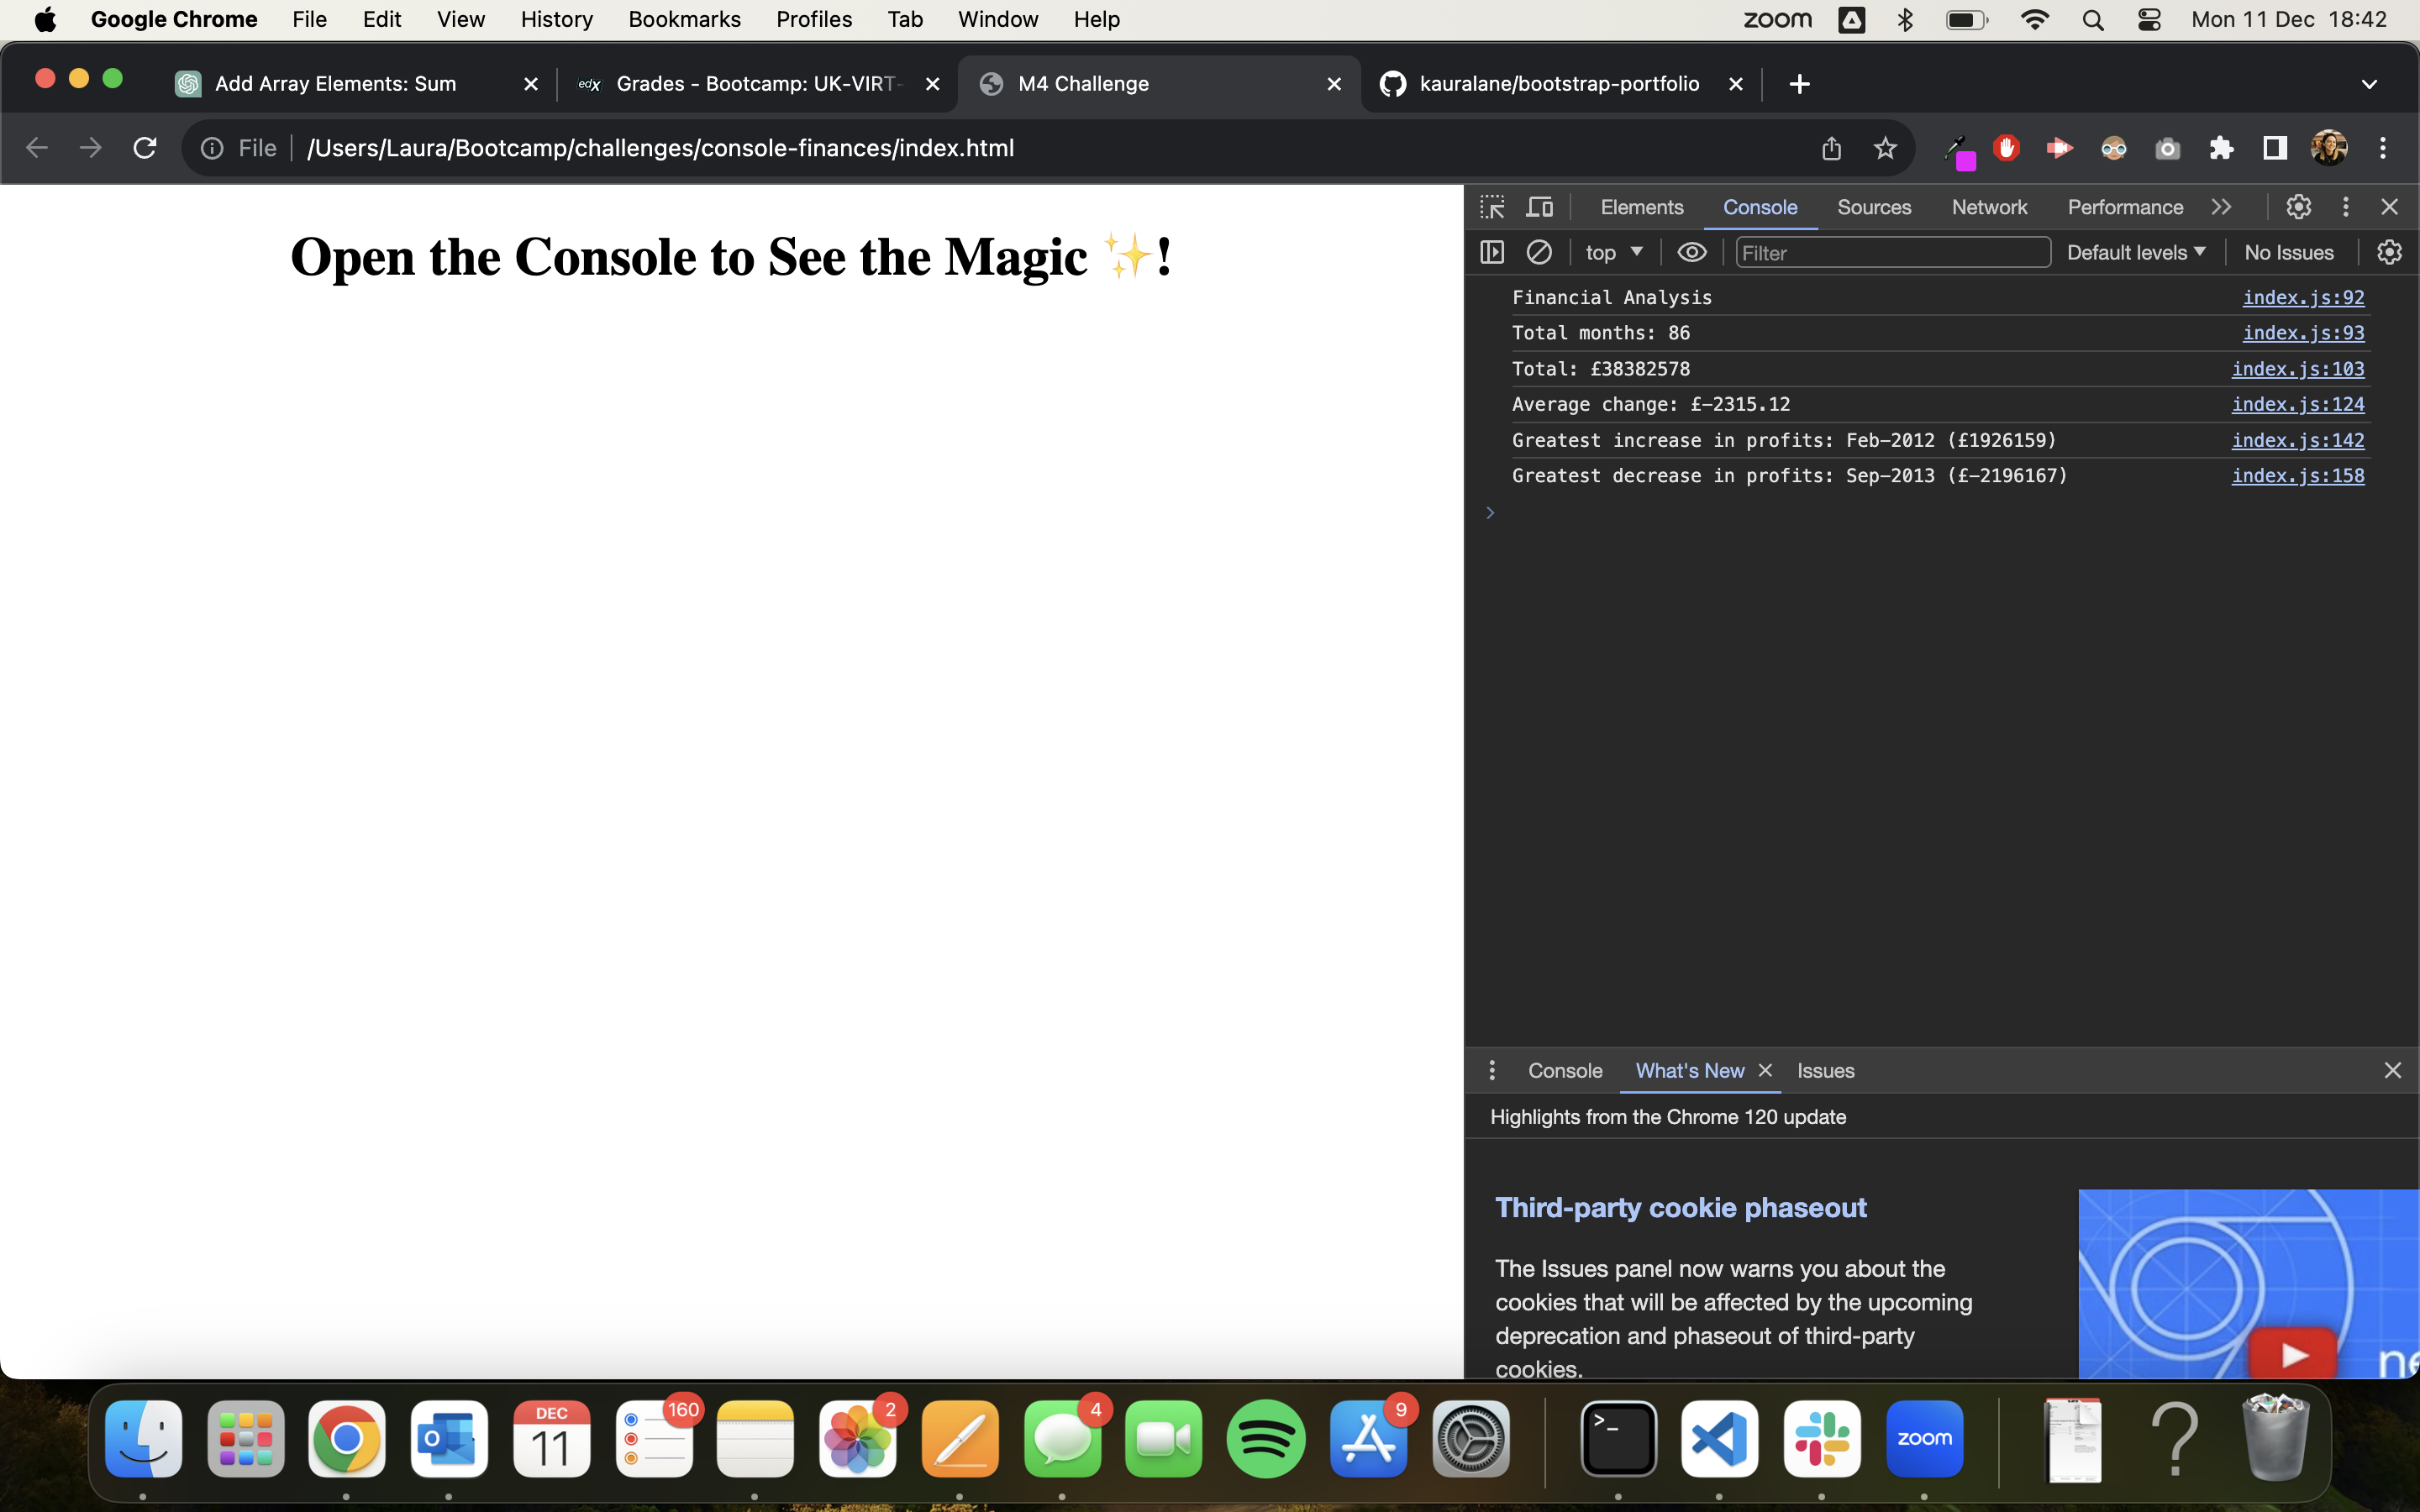 Google Chrome File Edit View History Bookmarks Profiles Tab Window Help zoom Mon 11 Dec 18:42
Add Array Elements: Sum edX Grades - Bootcamp: UK-VIRT- M4 Challenge kauralane/bootstrap-portfolio
File /Users/Laura/Bootcamp/challenges/console-finances/index.html
Elements Console Sources Network Performance
top Filter Default levels No Issues
Open the Console to See the Magic ✨!
Financial Analysis index.js:92
Total months: 86 index.js:93
Total: £38382578 index.js:103
Average change: £-2315.12 index.js:124
Greatest increase in profits: Feb-2012 (£1926159) index.js:142
Greatest decrease in profits: Sep-2013 (£-2196167) index.js:158
Console What's New Issues
Highlights from the Chrome 120 update
Third-party cookie phaseout
The Issues panel now warns you about the
cookies that will be affected by the upcoming
deprecation and phaseout of third-party
cookies.
ne
DEC
11
160
2
4
9
zoom